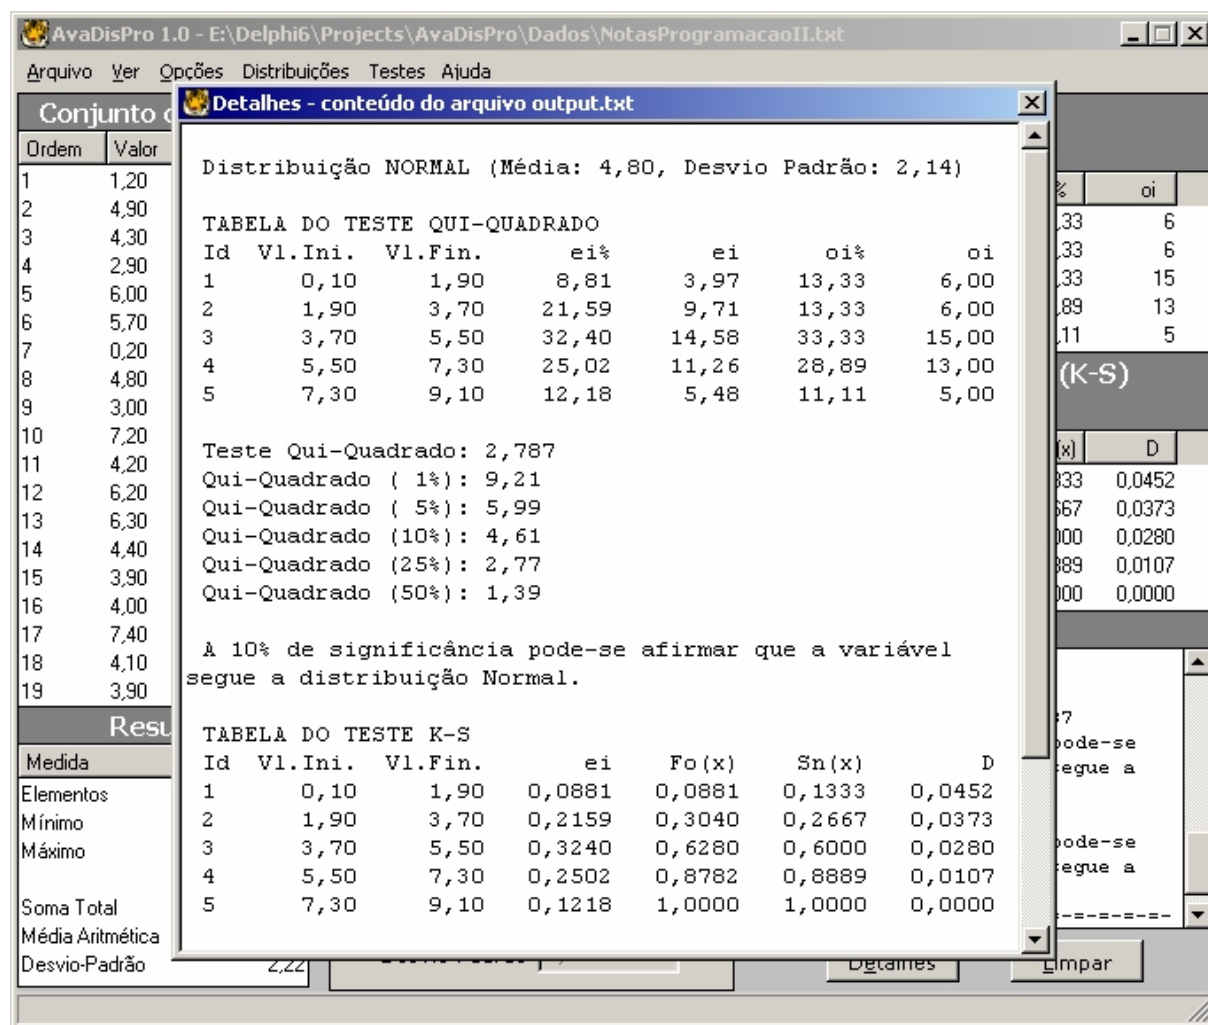 AvaDisPro 1.0 - E:\Delphi6\Projects\AvaDisPro\Dados\NotasProgramacaoII.txt
Arquivo Ver Opções Distribuições Testes Ajuda
Conjunto
Ordem Valor
1 1,20
2 4,90
3 4,30
4 2,90
5 6,00
6 5,70
7 0,20
8 4,80
9 3,00
10 7,20
11 4,20
12 6,20
13 6,30
14 4,40
15 3,90
16 4,00
17 7,40
18 4,10
19 3,90
Resu
Medida
Elementos
Mínimo
Máximo
Soma Total
Média Aritmética
Desvio-Padrão 2,22
Detalhes - conteúdo do arquivo output.txt
Distribuição NORMAL (Média: 4,80, Desvio Padrão: 2,14)
TABELA DO TESTE QUI-QUADRADO
Id Vl.Ini. Vl.Fin. ei% ei oi% oi
1 0,10 1,90 8,81 3,97 13,33 6,00
2 1,90 3,70 21,59 9,71 13,33 6,00
3 3,70 5,50 32,40 14,58 33,33 15,00
4 5,50 7,30 25,02 11,26 28,89 13,00
5 7,30 9,10 12,18 5,48 11,11 5,00
Teste Qui-Quadrado: 2,787
Qui-Quadrado ( 1%): 9,21
Qui-Quadrado ( 5%): 5,99
Qui-Quadrado (10%): 4,61
Qui-Quadrado (25%): 2,77
Qui-Quadrado (50%): 1,39
A 10% de significância pode-se afirmar que a variável
segue a distribuição Normal.
TABELA DO TESTE K-S
Id Vl.Ini. Vl.Fin. ei Fo(x) Sn(x) D
1 0,10 1,90 0,0881 0,0881 0,1333 0,0452
2 1,90 3,70 0,2159 0,3040 0,2667 0,0373
3 3,70 5,50 0,3240 0,6280 0,6000 0,0280
4 5,50 7,30 0,2502 0,8782 0,8889 0,0107
5 7,30 9,10 0,1218 1,0000 1,0000 0,0000
% oi
,33 6
,33 6
,33 15
,89 13
,11 5
(K-S)
(x) D
333 0,0452
667 0,0373
000 0,0280
889 0,0107
000 0,0000
pode-se
segue a
pode-se
segue a
-=-=-=-=-
Detalhes Limpar